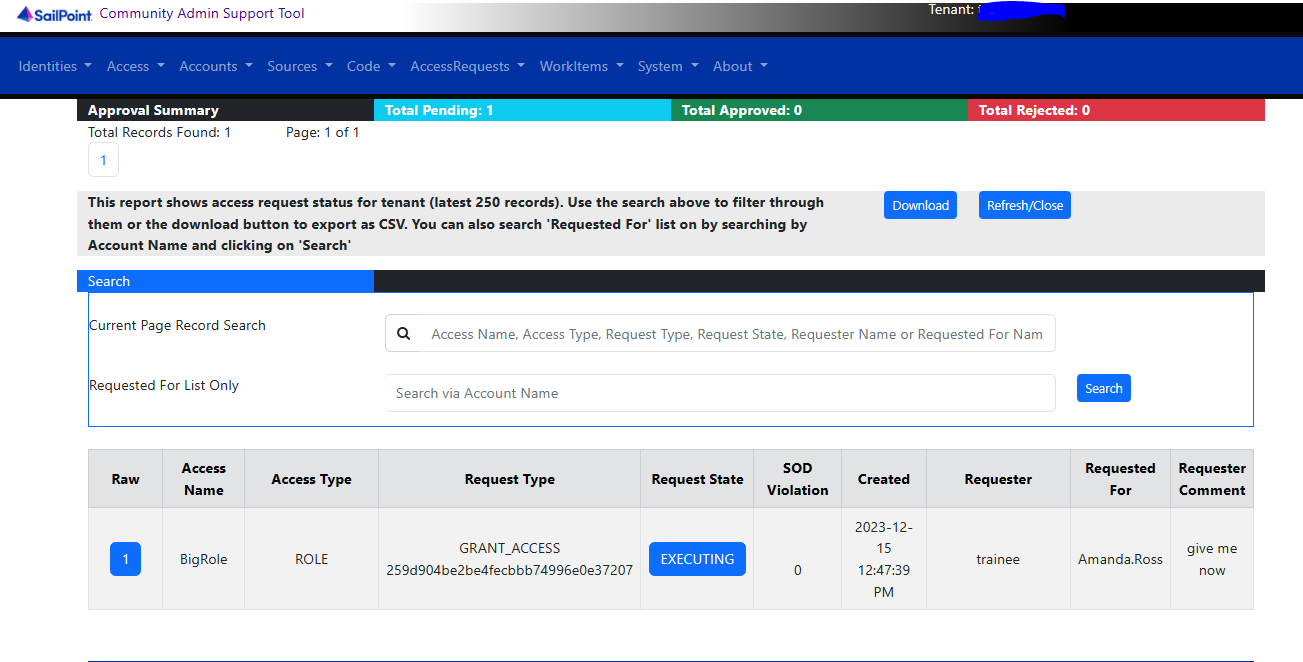 SailPoint. Community Admin Support Tool
Tenant:
Identities Access Accounts Sources Code AccessRequests WorkItems System About
Approval Summary Total Pending: 1 Total Approved: 0 Total Rejected: 0
Total Records Found: 1 Page: 1 of 1
1
This report shows access request status for tenant (latest 250 records). Use the search above to filter through
them or the download button to export as CSV. You can also search 'Requested For' list on by searching by
Account Name and clicking on 'Search'
Download Refresh/Close
Search
Current Page Record Search
Access Name, Access Type, Request Type, Request State, Requester Name or Requested For Nam
Requested For List Only
Search via Account Name
Search
Raw
Access
Name
Access Type
Request Type
Request State
SOD
Violation
Created
Requester
Requested
For
Requester
Comment
1
BigRole
ROLE
GRANT_ACCESS
259d904be2be4fecbbb74996e0e37207
EXECUTING
0
2023-12-
15
12:47:39
PM
trainee
Amanda.Ross
give me
now